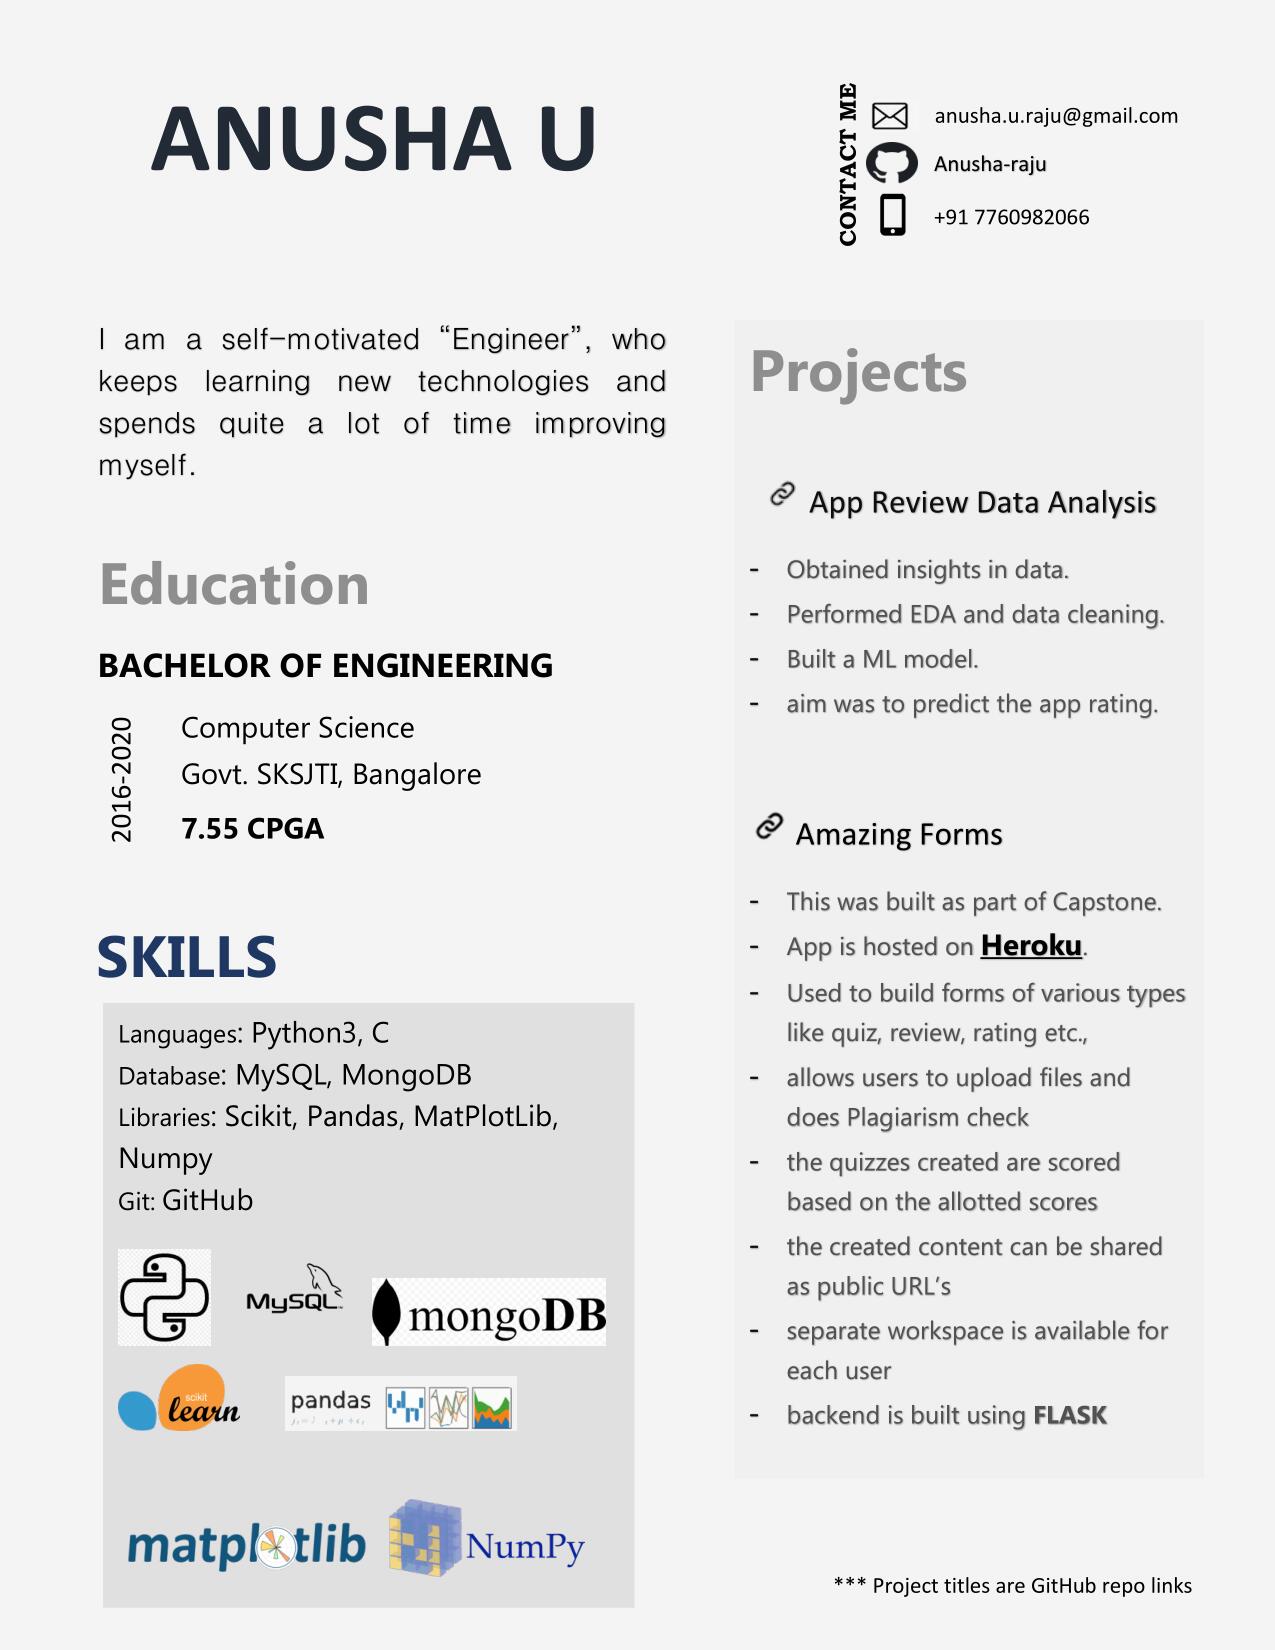 ANUSHA U
CONTACT ME
anusha.u.raju@gmail.com
Anusha-raju
+91 7760982066
I am a self-motivated “Engineer”, who
keeps learning new technologies and
spends quite a lot of time improving
myself.
Education
BACHELOR OF ENGINEERING
2016-2020
Computer Science
Govt. SKSJTI, Bangalore
7.55 CPGA
SKILLS
Languages: Python3, C
Database: MySQL, MongoDB
Libraries: Scikit, Pandas, MatPlotLib,
Numpy
Git: GitHub
MySQL
mongoDB
scikit
learn
pandas
matplotlib
NumPy
Projects
App Review Data Analysis
- Obtained insights in data.
- Performed EDA and data cleaning.
- Built a ML model.
- aim was to predict the app rating.
Amazing Forms
- This was built as part of Capstone.
- App is hosted on Heroku.
- Used to build forms of various types
like quiz, review, rating etc.,
- allows users to upload files and
does Plagiarism check
- the quizzes created are scored
based on the allotted scores
- the created content can be shared
as public URL’s
- separate workspace is available for
each user
- backend is built using FLASK
*** Project titles are GitHub repo links